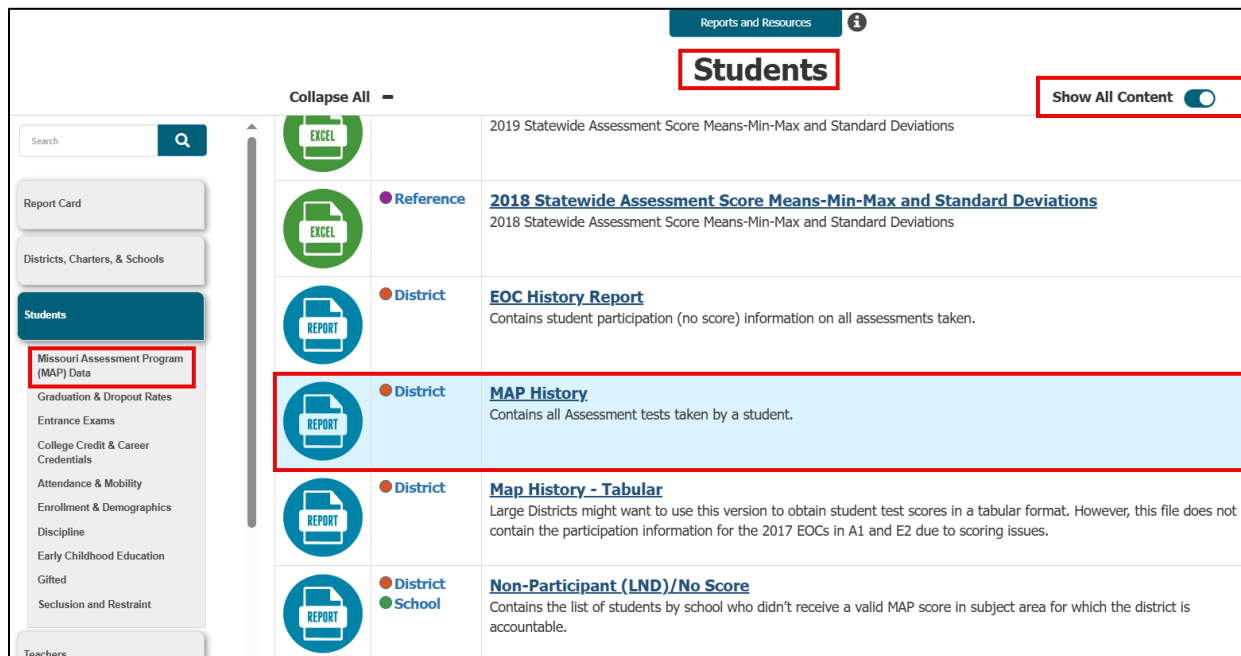 Reports and Resources
Students
Collapse All
Show All Content
Search
Report Card
Districts, Charters, & Schools
Students
Missouri Assessment Program
(MAP) Data
Graduation & Dropout Rates
Entrance Exams
College Credit & Career
Credentials
Attendance & Mobility
Enrollment & Demographics
Discipline
Early Childhood Education
Gifted
Seclusion and Restraint
Teachers
EXCEL
2019 Statewide Assessment Score Means-Min-Max and Standard Deviations
EXCEL
Reference
2018 Statewide Assessment Score Means-Min-Max and Standard Deviations
2018 Statewide Assessment Score Means-Min-Max and Standard Deviations
REPORT
District
EOC History Report
Contains student participation (no score) information on all assessments taken.
REPORT
District
MAP History
Contains all Assessment tests taken by a student.
REPORT
District
Map History - Tabular
Large Districts might want to use this version to obtain student test scores in a tabular format. However, this file does not
contain the participation information for the 2017 EOCs in A1 and E2 due to scoring issues.
REPORT
District
School
Non-Participant (LND)/No Score
Contains the list of students by school who didn't receive a valid MAP score in subject area for which the district is
accountable.